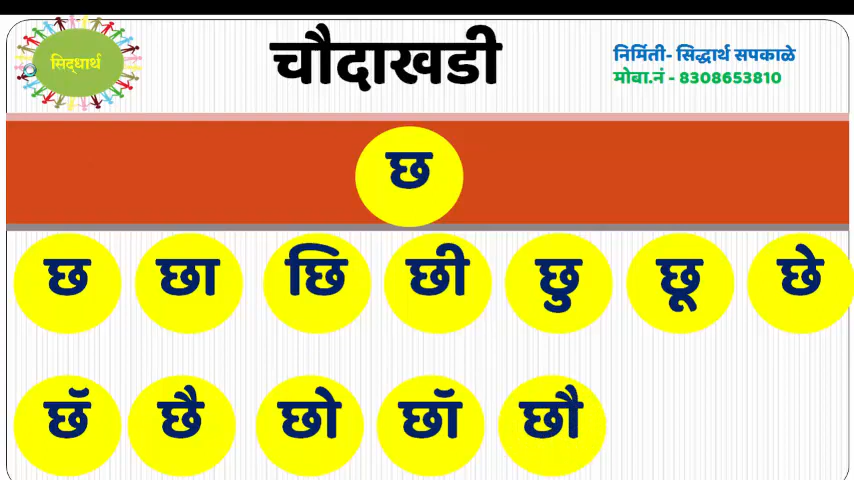 सिद्धार्थ
चौदाखडी
निर्मिती- सिद्धार्थ सपकाळे
मोबा.नं - 8308653810
छ
छ छा छि छी छु छू छे
छॅ छै छो छॉ छौ